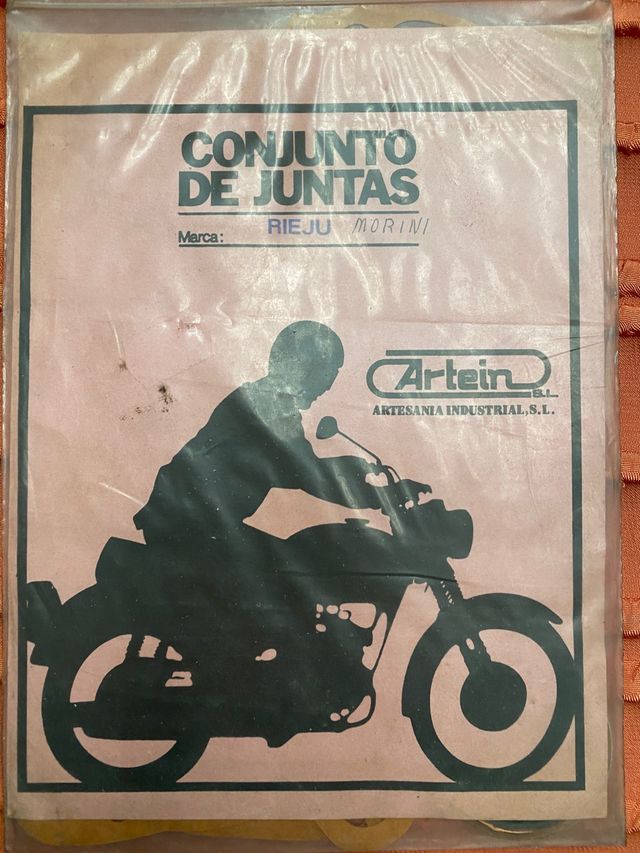 CONJUNTO
DE JUNTAS
Marca: RIEJU MORINI
Artein S.L.
ARTESANIA INDUSTRIAL, S.L.